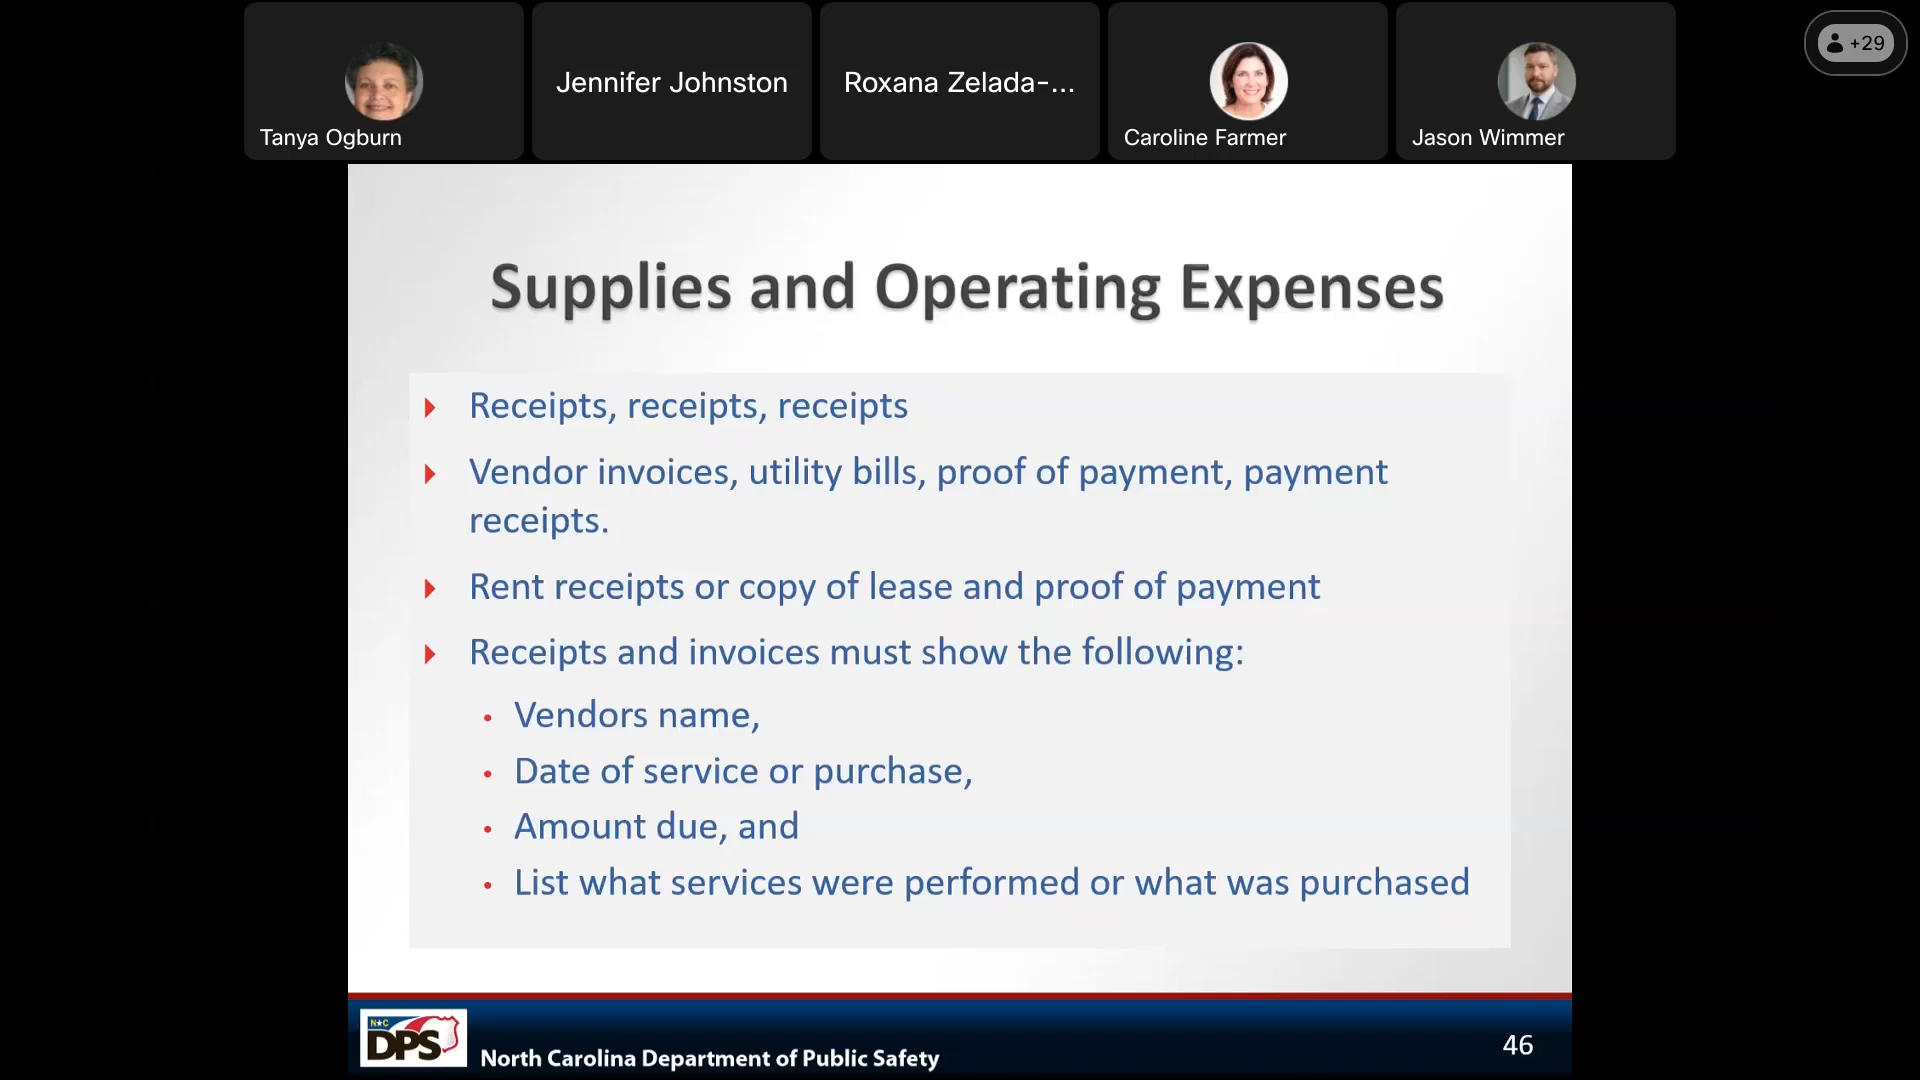 Tanya Ogburn
Jennifer Johnston
Roxana Zelada-...
Caroline Farmer
Jason Wimmer
+29
Supplies and Operating Expenses
Receipts, receipts, receipts
Vendor invoices, utility bills, proof of payment, payment
receipts.
Rent receipts or copy of lease and proof of payment
Receipts and invoices must show the following:
• Vendors name,
• Date of service or purchase,
• Amount due, and
• List what services were performed or what was purchased
N★C
DPS
North Carolina Department of Public Safety
46